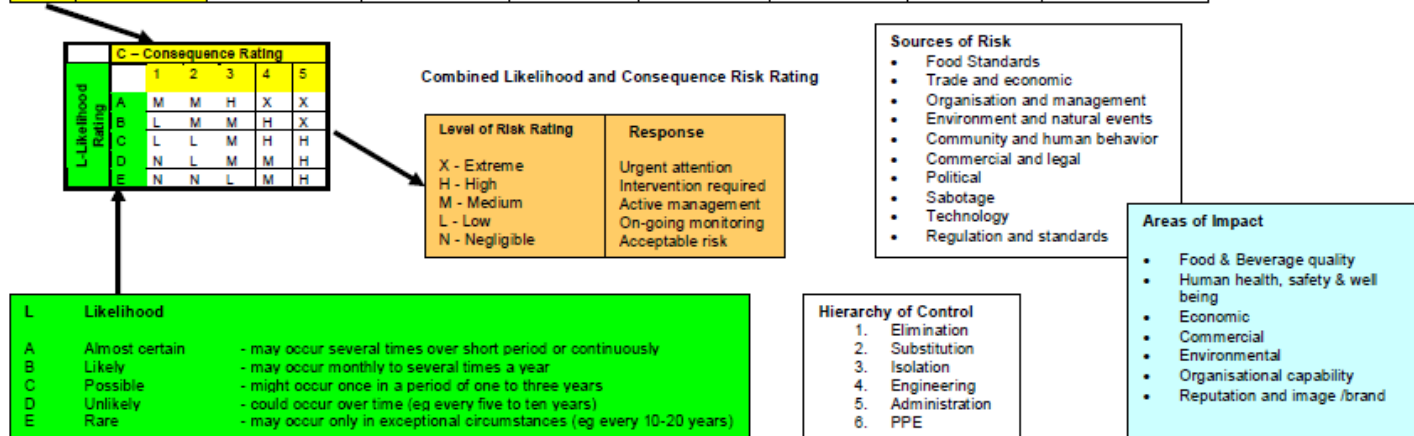 C – Consequence Rating
1 2 3 4 5
L-Likelihood Rating
A M M H X X
B L M M H X
C L L M H H
D N L M M H
E N N L M H
Combined Likelihood and Consequence Risk Rating
Level of Risk Rating Response
X - Extreme Urgent attention
H - High Intervention required
M - Medium Active management
L - Low On-going monitoring
N - Negligible Acceptable risk
Sources of Risk
• Food Standards
• Trade and economic
• Organisation and management
• Environment and natural events
• Community and human behavior
• Commercial and legal
• Political
• Sabotage
• Technology
• Regulation and standards
Areas of Impact
• Food & Beverage quality
• Human health, safety & well
being
• Economic
• Commercial
• Environmental
• Organisational capability
• Reputation and image /brand
L Likelihood
A Almost certain - may occur several times over short period or continuously
B Likely - may occur monthly to several times a year
C Possible - might occur once in a period of one to three years
D Unlikely - could occur over time (eg every five to ten years)
E Rare - may occur only in exceptional circumstances (eg every 10-20 years)
Hierarchy of Control
1. Elimination
2. Substitution
3. Isolation
4. Engineering
5. Administration
6. PPE